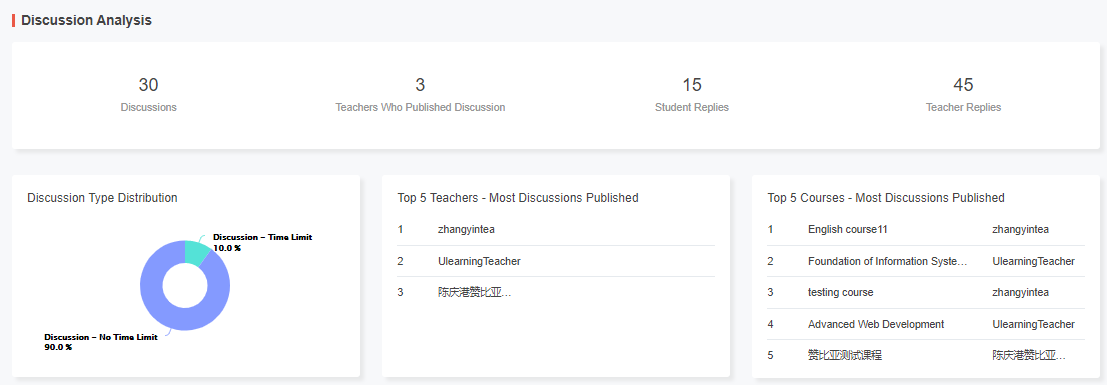 Discussion Analysis
30
Discussions
3
Teachers Who Published Discussion
15
Student Replies
45
Teacher Replies
Discussion Type Distribution
Discussion – Time Limit
10.0 %
Discussion – No Time Limit
90.0 %
Top 5 Teachers - Most Discussions Published
1 zhangyintea
2 UlearningTeacher
3 陈庆港赞比亚...
Top 5 Courses - Most Discussions Published
1 English course11 zhangyintea
2 Foundation of Information Syste... UlearningTeacher
3 testing course zhangyintea
4 Advanced Web Development UlearningTeacher
5 赞比亚测试课程 陈庆港赞比亚...